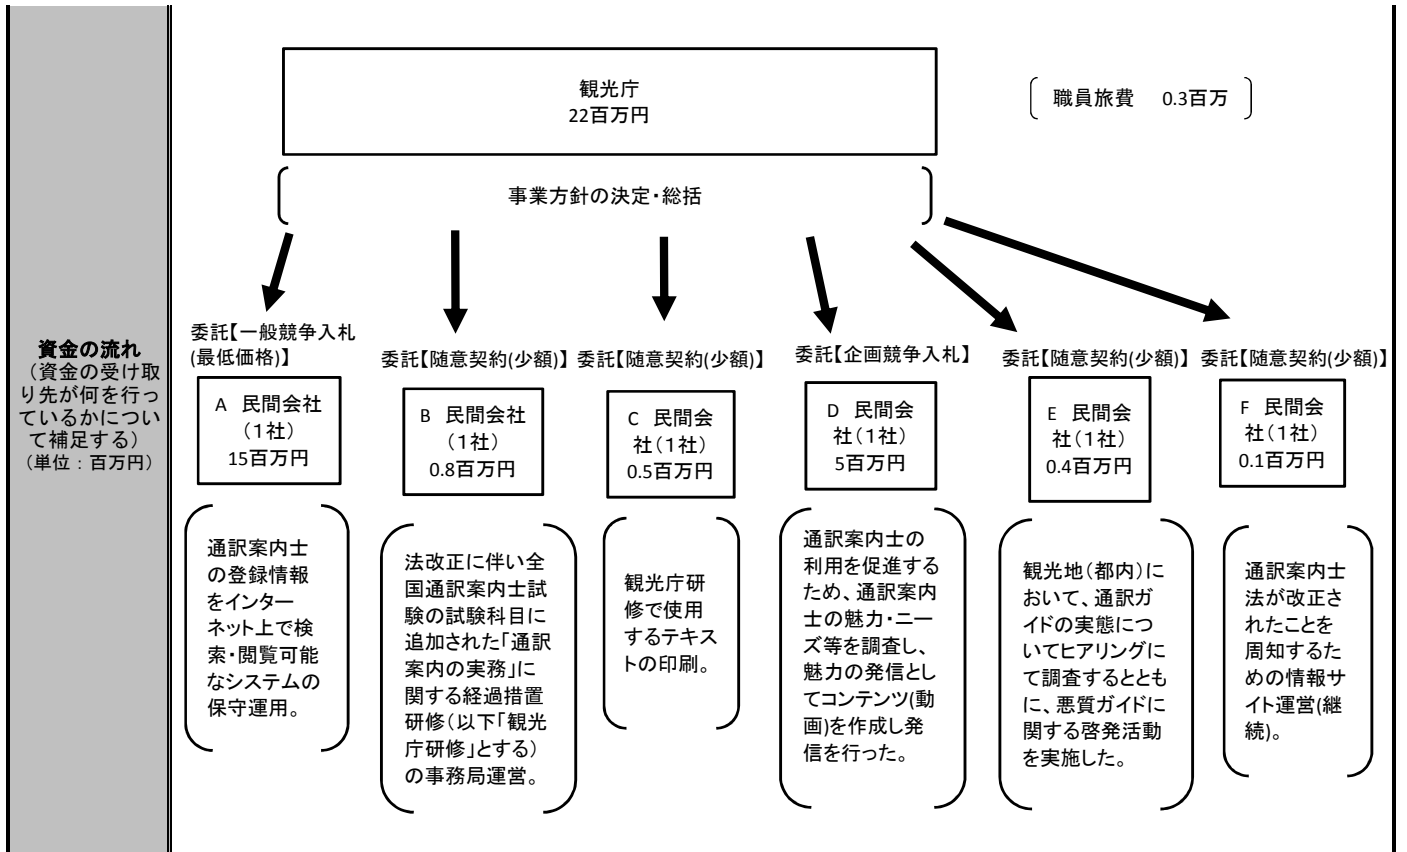 資金の流れ
（資金の受け取
り先が何を行っ
ているかについ
て補足する）
（単位：百万円）
観光庁
22百万円
職員旅費　0.3百万
事業方針の決定・総括
委託【一般競争入札
(最低価格)】
A　民間会社
（１社）
15百万円
通訳案内士
の登録情報
をインター
ネット上で検
索・閲覧可能
なシステムの
保守運用。
委託【随意契約(少額)】
B　民間会社
（１社）
0.8百万円
法改正に伴い全
国通訳案内士試
験の試験科目に
追加された「通訳
案内の実務」に
関する経過措置
研修（以下「観光
庁研修」とする）
の事務局運営。
委託【随意契約(少額)】
C　民間会
社（１社）
0.5百万円
観光庁研
修で使用
するテキス
トの印刷。
委託【企画競争入札】
D　民間会
社（１社）
5百万円
通訳案内士の
利用を促進する
ため、通訳案内
士の魅力・ニー
ズ等を調査し、
魅力の発信とし
てコンテンツ(動
画)を作成し発
信を行った。
委託【随意契約(少額)】
E　民間会
社（１社）
0.4百万円
観光地（都内）に
おいて、通訳ガ
イドの実態につ
いてヒアリングに
て調査するととも
に、悪質ガイドに
関する啓発活動
を実施した。
委託【随意契約(少額)】
F　民間会
社（１社）
0.1百万円
通訳案内士
法が改正さ
れたことを
周知するた
めの情報サ
イト運営(継
続)。